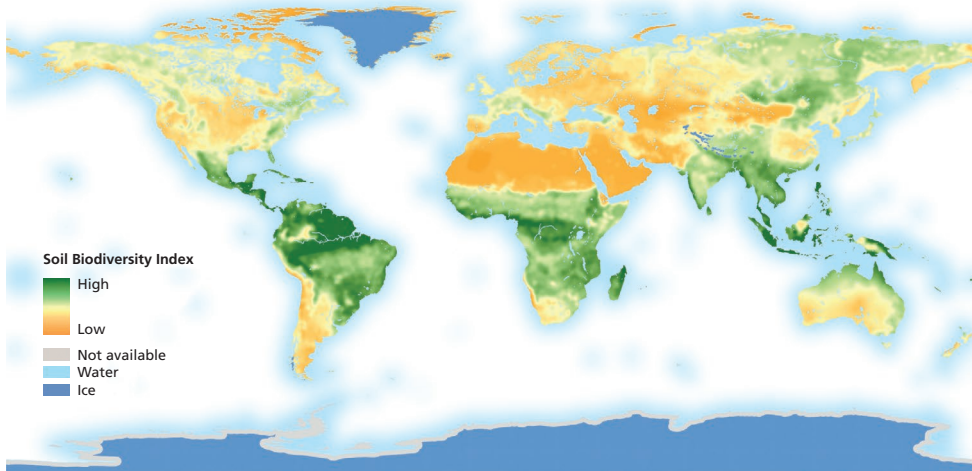 Soil Biodiversity Index
High
Low
Not available
Water
Ice